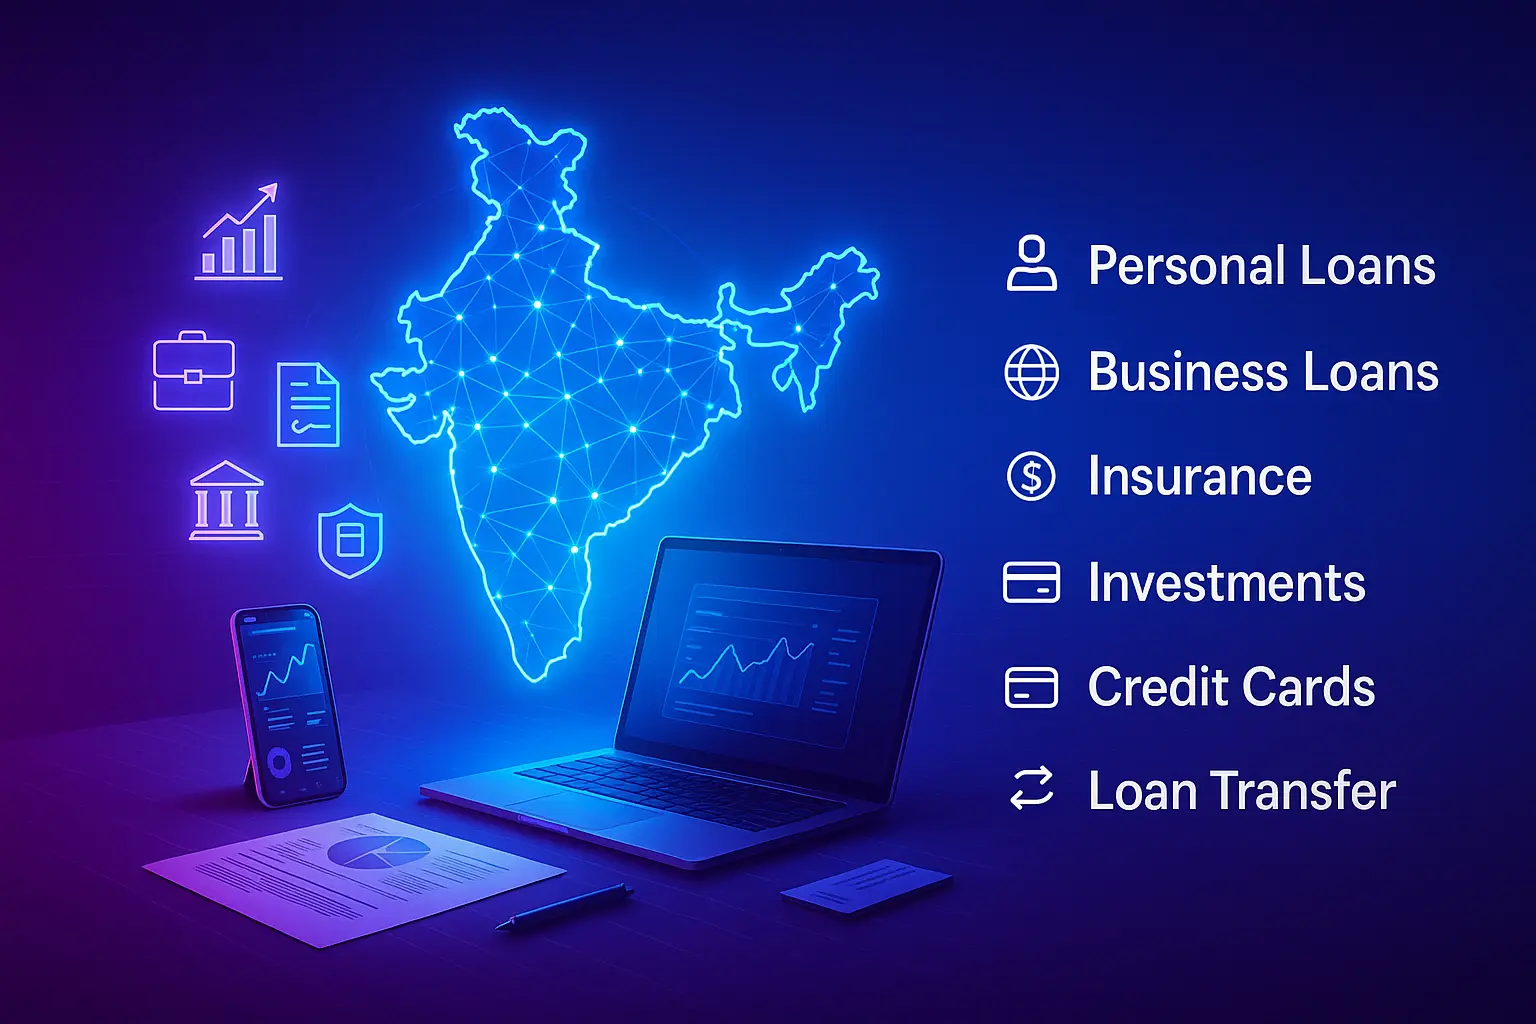 Personal Loans
Business Loans
Insurance
Investments
Credit Cards
Loan Transfer